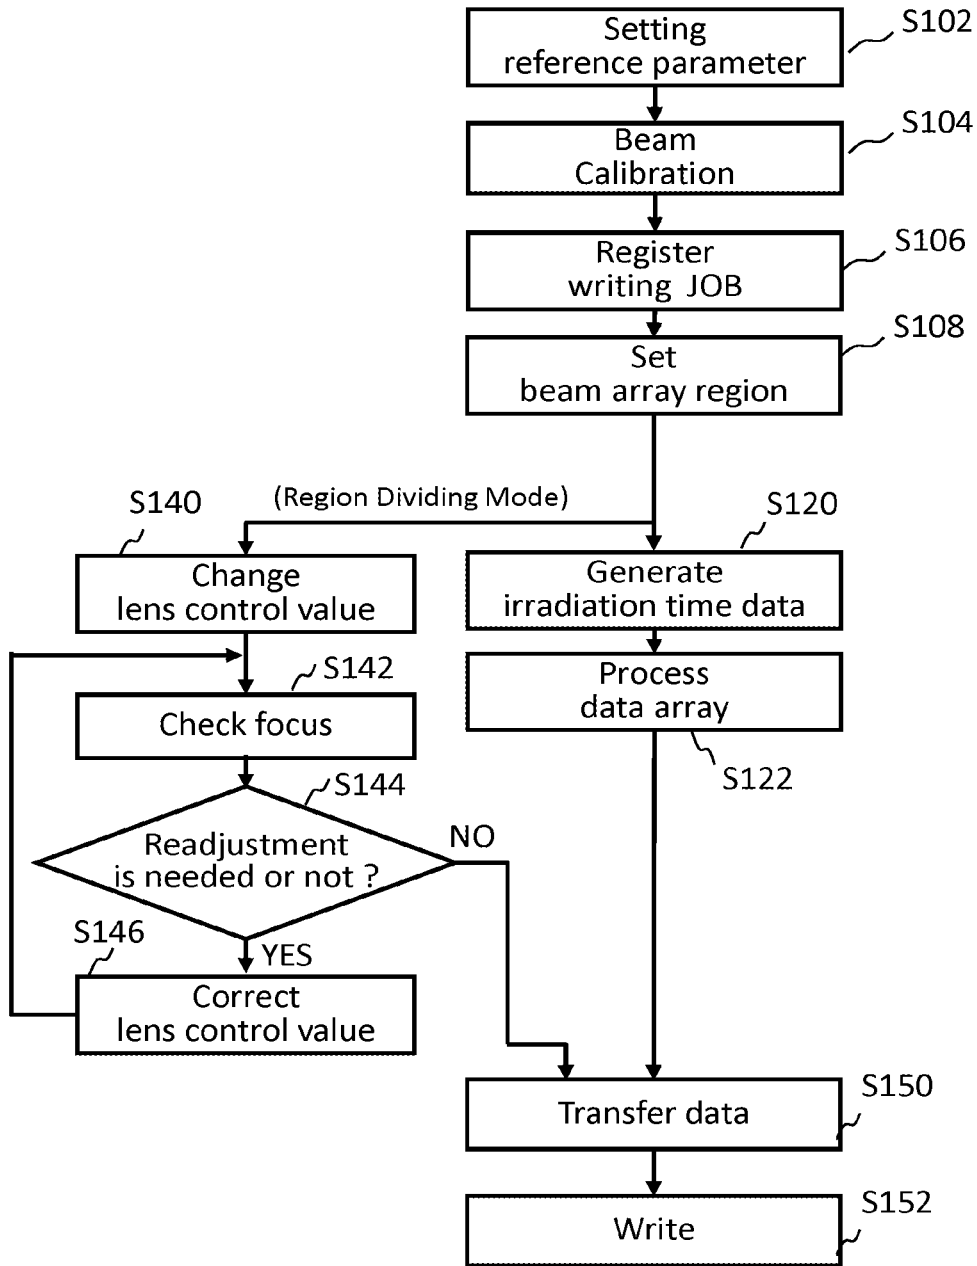 Setting
reference parameter
S102
Beam
Calibration
S104
Register
writing JOB
S106
Set
beam array region
S108
(Region Dividing Mode)
S140
Change
lens control value
S120
Generate
irradiation time data
S142
Check focus
Process
data array
S122
S144
Readjustment
is needed or not ?
NO
YES
S146
Correct
lens control value
Transfer data
S150
Write
S152